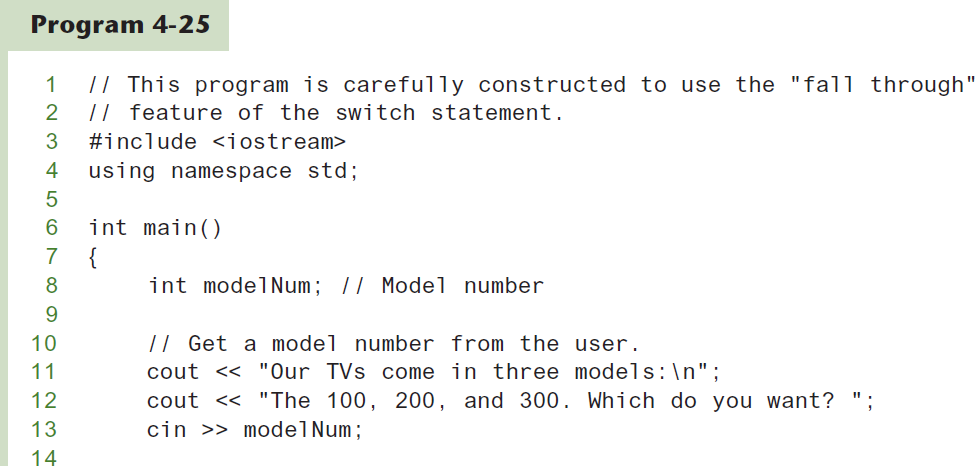 Program 4-25
1 // This program is carefully constructed to use the "fall through"
2 // feature of the switch statement.
3 #include <iostream>
4 using namespace std;
5
6 int main()
7 {
8 int modelNum; // Model number
9
10 // Get a model number from the user.
11 cout << "Our TVs come in three models:\n";
12 cout << "The 100, 200, and 300. Which do you want? ";
13 cin >> modelNum;
14